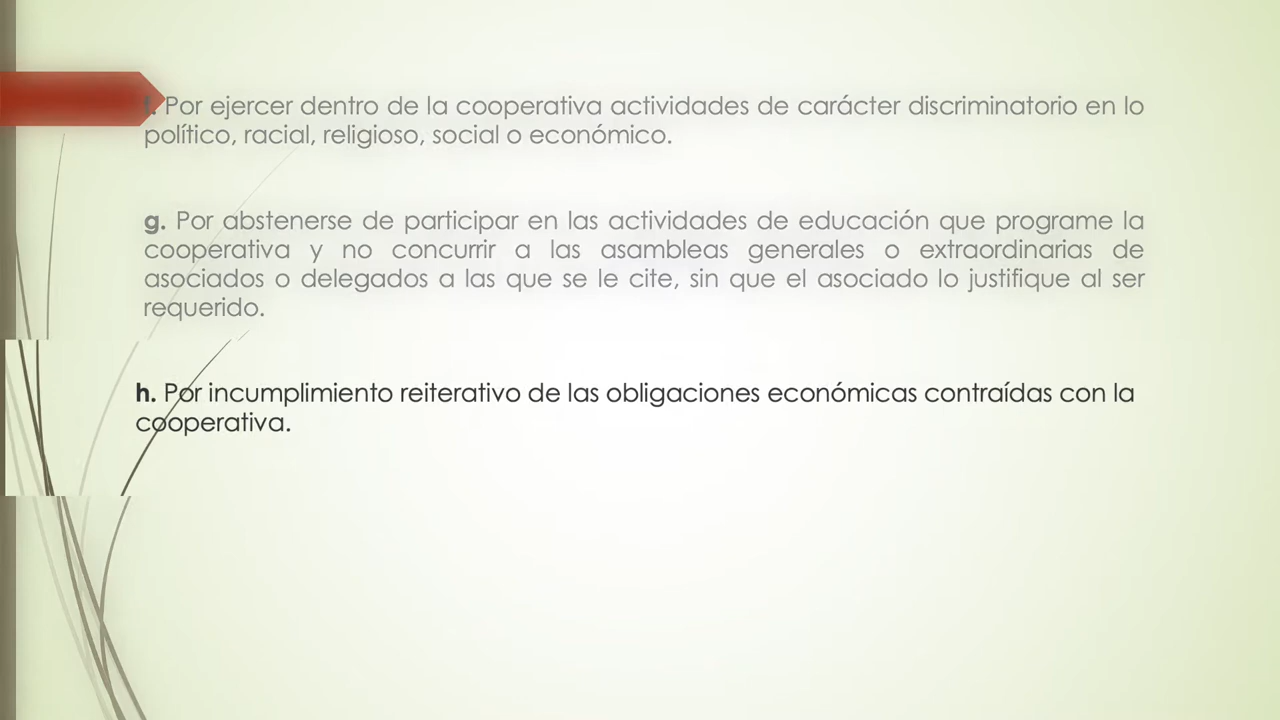 f. Por ejercer dentro de la cooperativa actividades de carácter discriminatorio en lo
político, racial, religioso, social o económico.
g. Por abstenerse de participar en las actividades de educación que programe la
cooperativa y no concurrir a las asambleas generales o extraordinarias de
asociados o delegados a las que se le cite, sin que el asociado lo justifique al ser
requerido.
h. Por incumplimiento reiterativo de las obligaciones económicas contraídas con la
cooperativa.